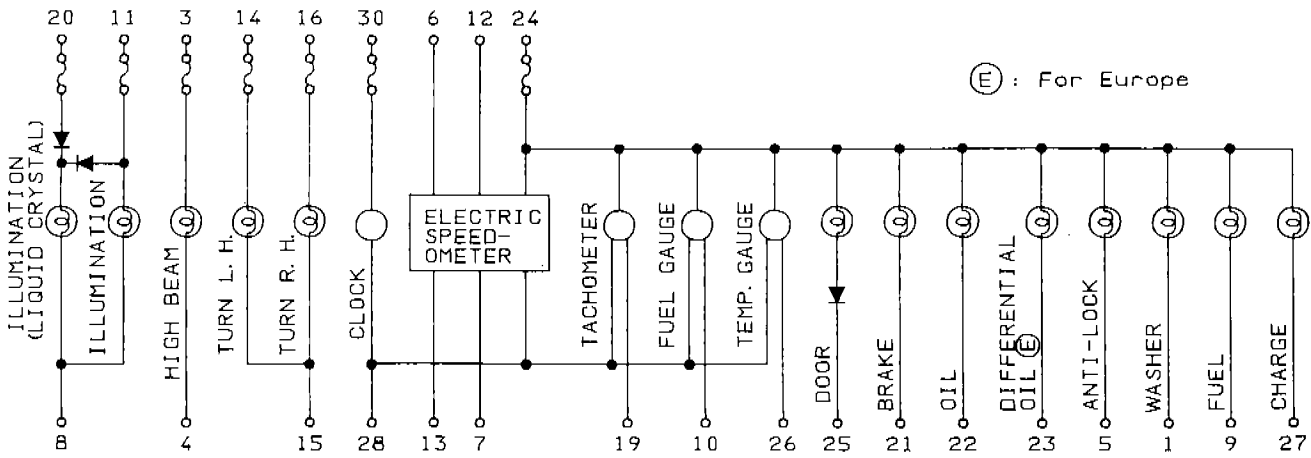 20 11 3 14 16 30 6 12 24
Ⓔ : For Europe
ILLUMINATION
(LIQUID CRYSTAL)
ILLUMINATION
HIGH BEAM
TURN L. H.
TURN R. H.
CLOCK
ELECTRIC
SPEED-
OMETER
TACHOMETER
FUEL GAUGE
TEMP. GAUGE
DOOR
BRAKE
OIL
DIFFERENTIAL
OIL Ⓔ
ANTI-LOCK
WASHER
FUEL
CHARGE
8 4 15 28 13 7 19 10 26 25 21 22 23 5 1 9 27